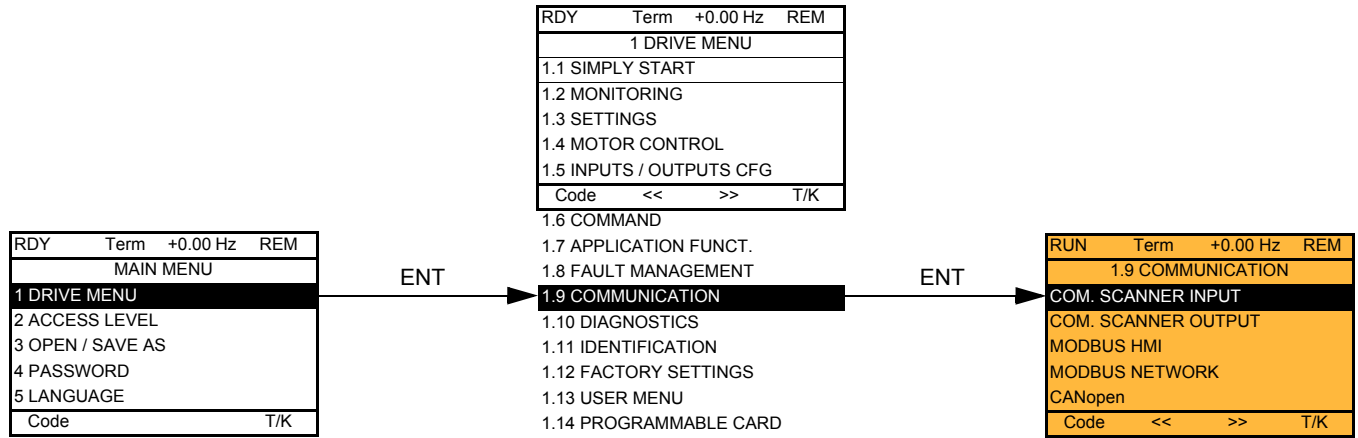 RDY Term +0.00 Hz REM
MAIN MENU
1 DRIVE MENU
2 ACCESS LEVEL
3 OPEN / SAVE AS
4 PASSWORD
5 LANGUAGE
Code T/K
ENT
RDY Term +0.00 Hz REM
1 DRIVE MENU
1.1 SIMPLY START
1.2 MONITORING
1.3 SETTINGS
1.4 MOTOR CONTROL
1.5 INPUTS / OUTPUTS CFG
Code << >> T/K
1.6 COMMAND
1.7 APPLICATION FUNCT.
1.8 FAULT MANAGEMENT
1.9 COMMUNICATION
1.10 DIAGNOSTICS
1.11 IDENTIFICATION
1.12 FACTORY SETTINGS
1.13 USER MENU
1.14 PROGRAMMABLE CARD
ENT
RUN Term +0.00 Hz REM
1.9 COMMUNICATION
COM. SCANNER INPUT
COM. SCANNER OUTPUT
MODBUS HMI
MODBUS NETWORK
CANopen
Code << >> T/K